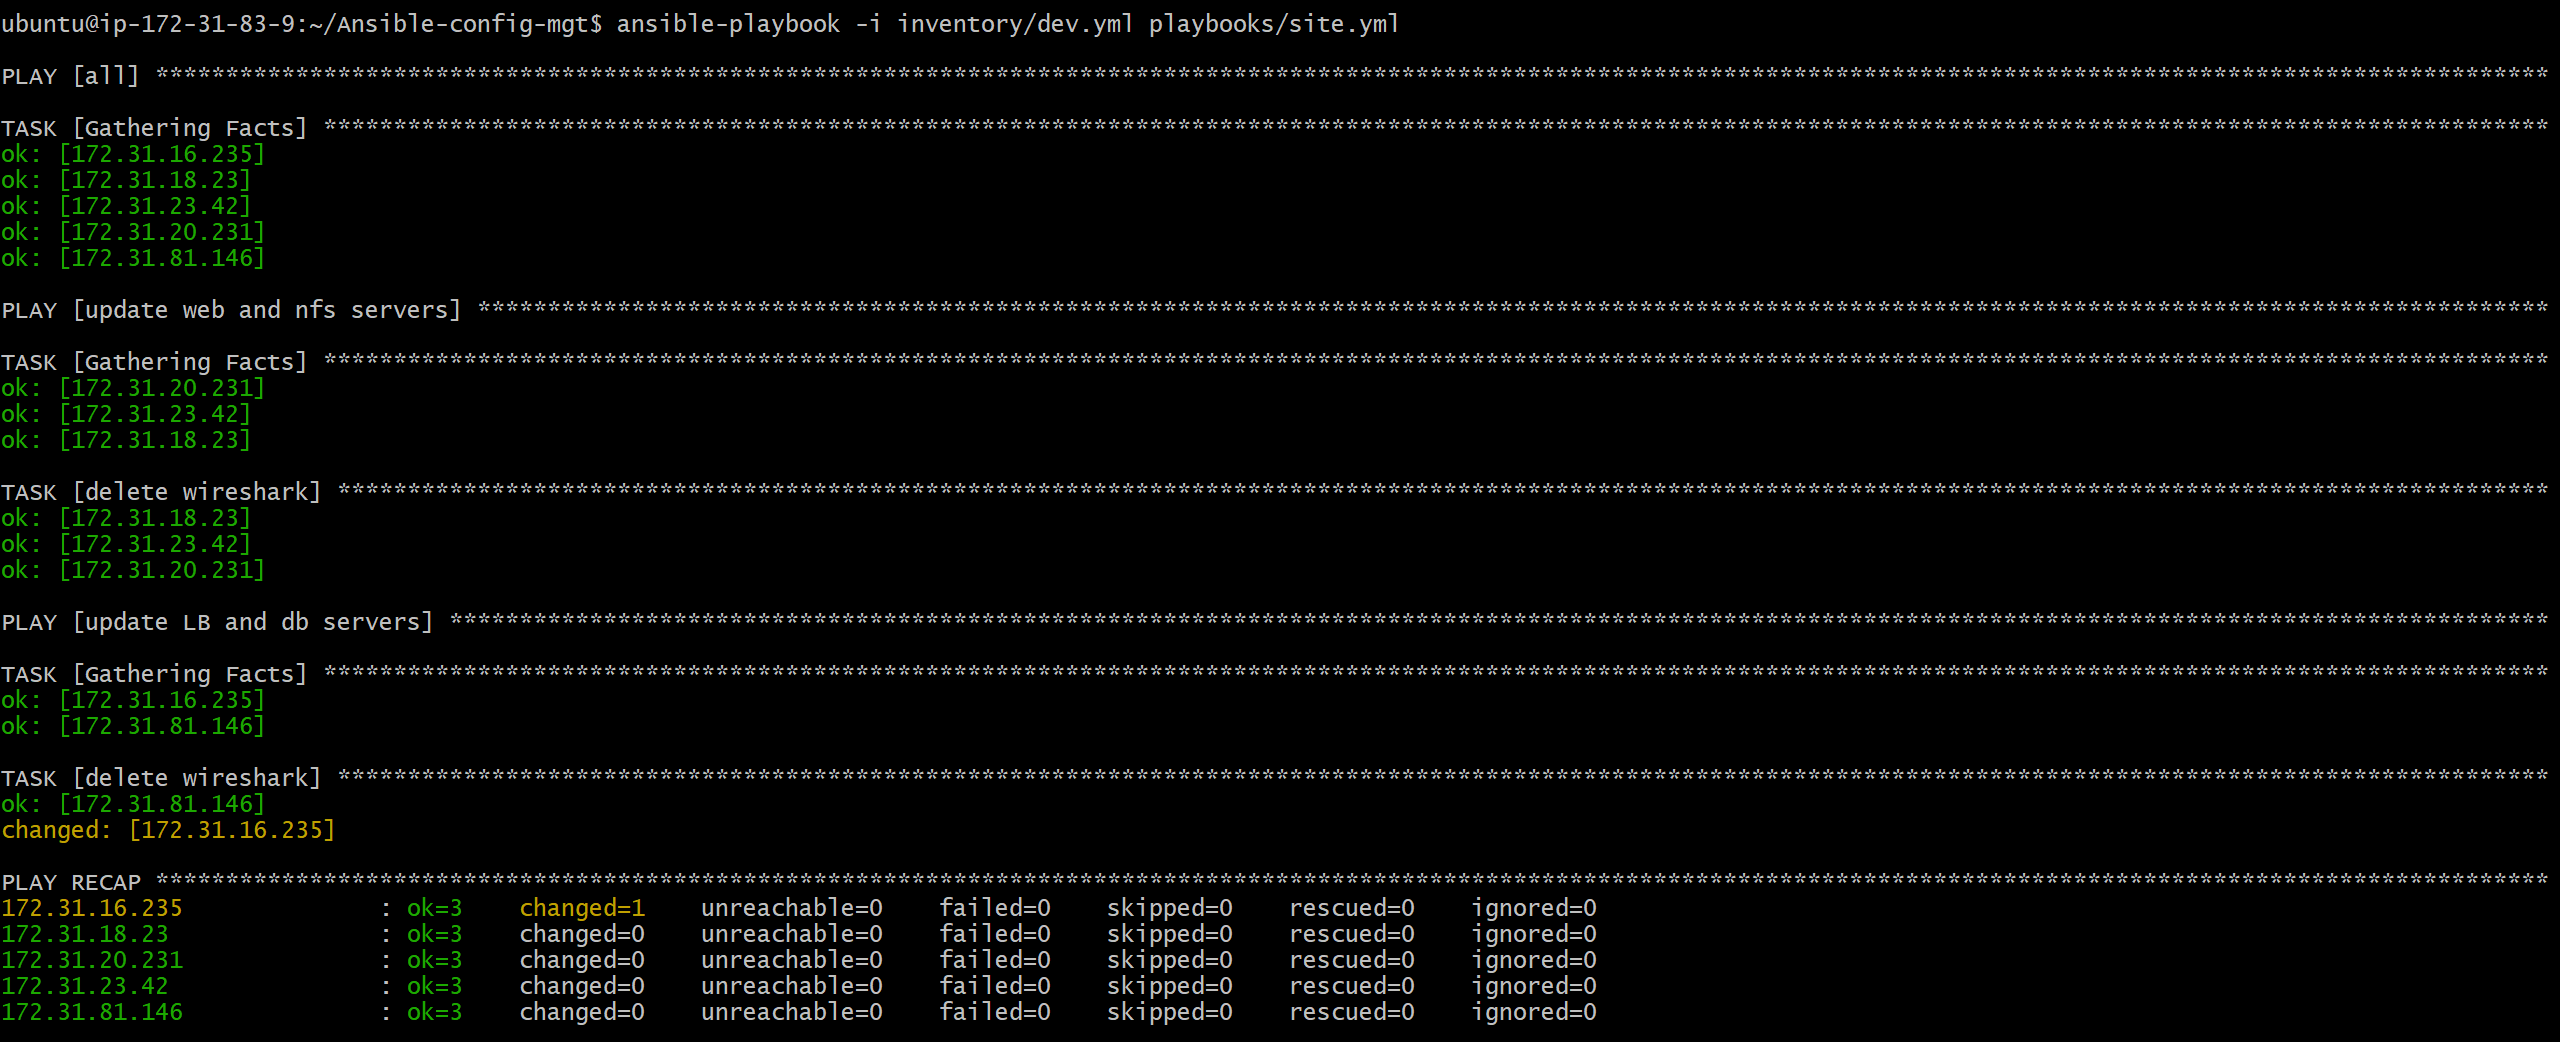 ubuntu@ip-172-31-83-9:~/Ansible-config-mgt$ ansible-playbook -i inventory/dev.yml playbooks/site.yml
PLAY [all] ***************************************************************************************************************************************************************************
TASK [Gathering Facts] ***************************************************************************************************************************************************************
ok: [172.31.16.235]
ok: [172.31.18.23]
ok: [172.31.23.42]
ok: [172.31.20.231]
ok: [172.31.81.146]
PLAY [update web and nfs servers] ****************************************************************************************************************************************************
TASK [Gathering Facts] ***************************************************************************************************************************************************************
ok: [172.31.20.231]
ok: [172.31.23.42]
ok: [172.31.18.23]
TASK [delete wireshark] **************************************************************************************************************************************************************
ok: [172.31.18.23]
ok: [172.31.23.42]
ok: [172.31.20.231]
PLAY [update LB and db servers] ******************************************************************************************************************************************************
TASK [Gathering Facts] ***************************************************************************************************************************************************************
ok: [172.31.16.235]
ok: [172.31.81.146]
TASK [delete wireshark] **************************************************************************************************************************************************************
ok: [172.31.81.146]
changed: [172.31.16.235]
PLAY RECAP ***************************************************************************************************************************************************************************
172.31.16.235              : ok=3    changed=1    unreachable=0    failed=0    skipped=0    rescued=0    ignored=0
172.31.18.23               : ok=3    changed=0    unreachable=0    failed=0    skipped=0    rescued=0    ignored=0
172.31.20.231              : ok=3    changed=0    unreachable=0    failed=0    skipped=0    rescued=0    ignored=0
172.31.23.42               : ok=3    changed=0    unreachable=0    failed=0    skipped=0    rescued=0    ignored=0
172.31.81.146              : ok=3    changed=0    unreachable=0    failed=0    skipped=0    rescued=0    ignored=0